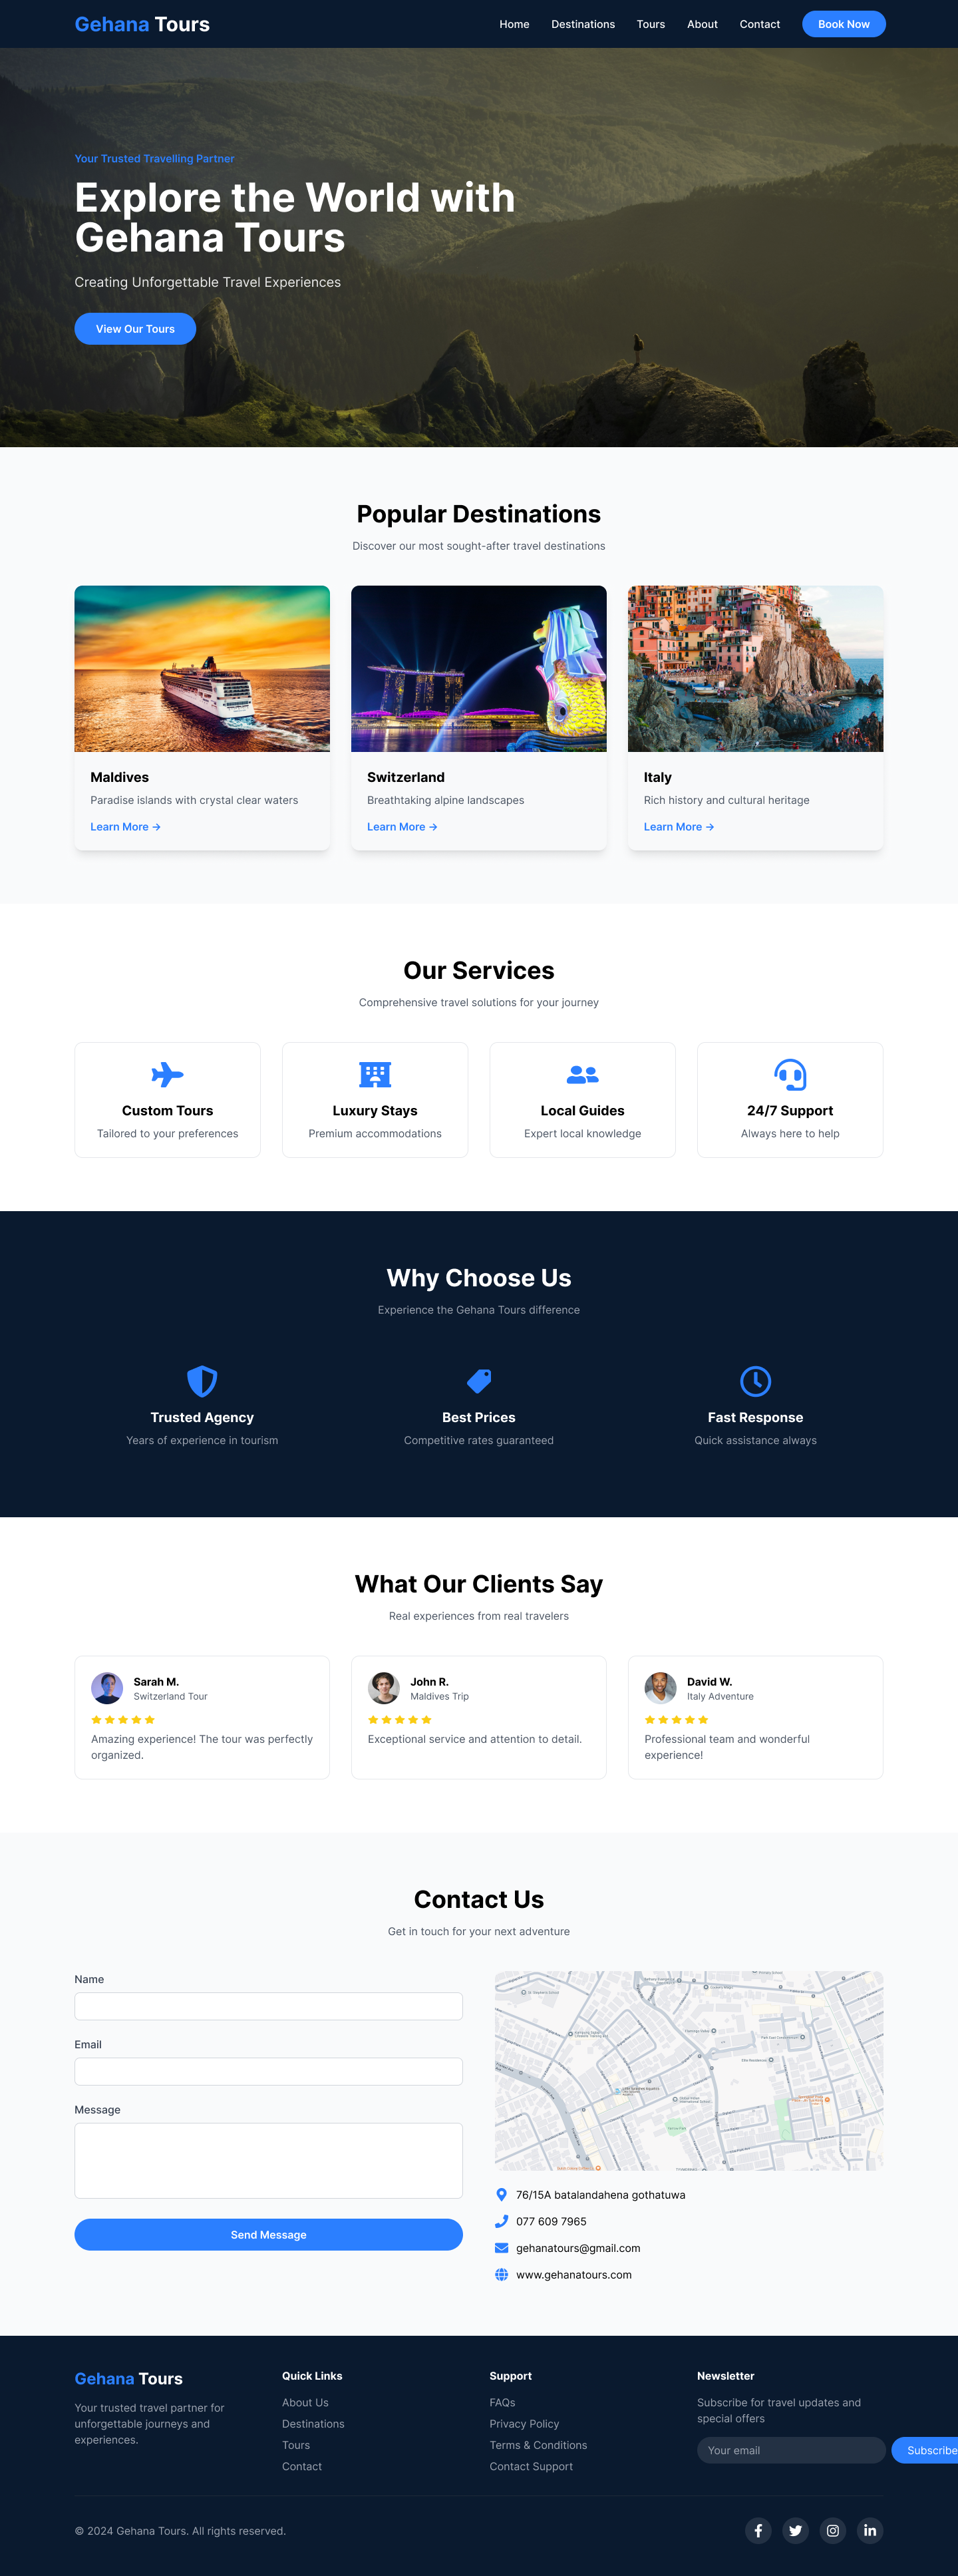 Gehana Tours
Home
Destinations
Tours
About
Contact
Book Now
Your Trusted Travelling Partner
Explore the World with
Gehana Tours
Creating Unforgettable Travel Experiences
View Our Tours
Popular Destinations
Discover our most sought-after travel destinations
Maldives
Paradise islands with crystal clear waters
Learn More →
Switzerland
Breathtaking alpine landscapes
Learn More →
Italy
Rich history and cultural heritage
Learn More →
Our Services
Comprehensive travel solutions for your journey
Custom Tours
Tailored to your preferences
Luxury Stays
Premium accommodations
Local Guides
Expert local knowledge
24/7 Support
Always here to help
Why Choose Us
Experience the Gehana Tours difference
Trusted Agency
Years of experience in tourism
Best Prices
Competitive rates guaranteed
Fast Response
Quick assistance always
What Our Clients Say
Real experiences from real travelers
Sarah M.
Switzerland Tour
Amazing experience! The tour was perfectly
organized.
John R.
Maldives Trip
Exceptional service and attention to detail.
David W.
Italy Adventure
Professional team and wonderful
experience!
Contact Us
Get in touch for your next adventure
Name
Email
Message
Send Message
76/15A batalandahena gothatuwa
077 609 7965
gehanatours@gmail.com
www.gehanatours.com
Gehana Tours
Your trusted travel partner for
unforgettable journeys and
experiences.
Quick Links
About Us
Destinations
Tours
Contact
Support
FAQs
Privacy Policy
Terms & Conditions
Contact Support
Newsletter
Subscribe for travel updates and
special offers
Your email
Subscribe
© 2024 Gehana Tours. All rights reserved.